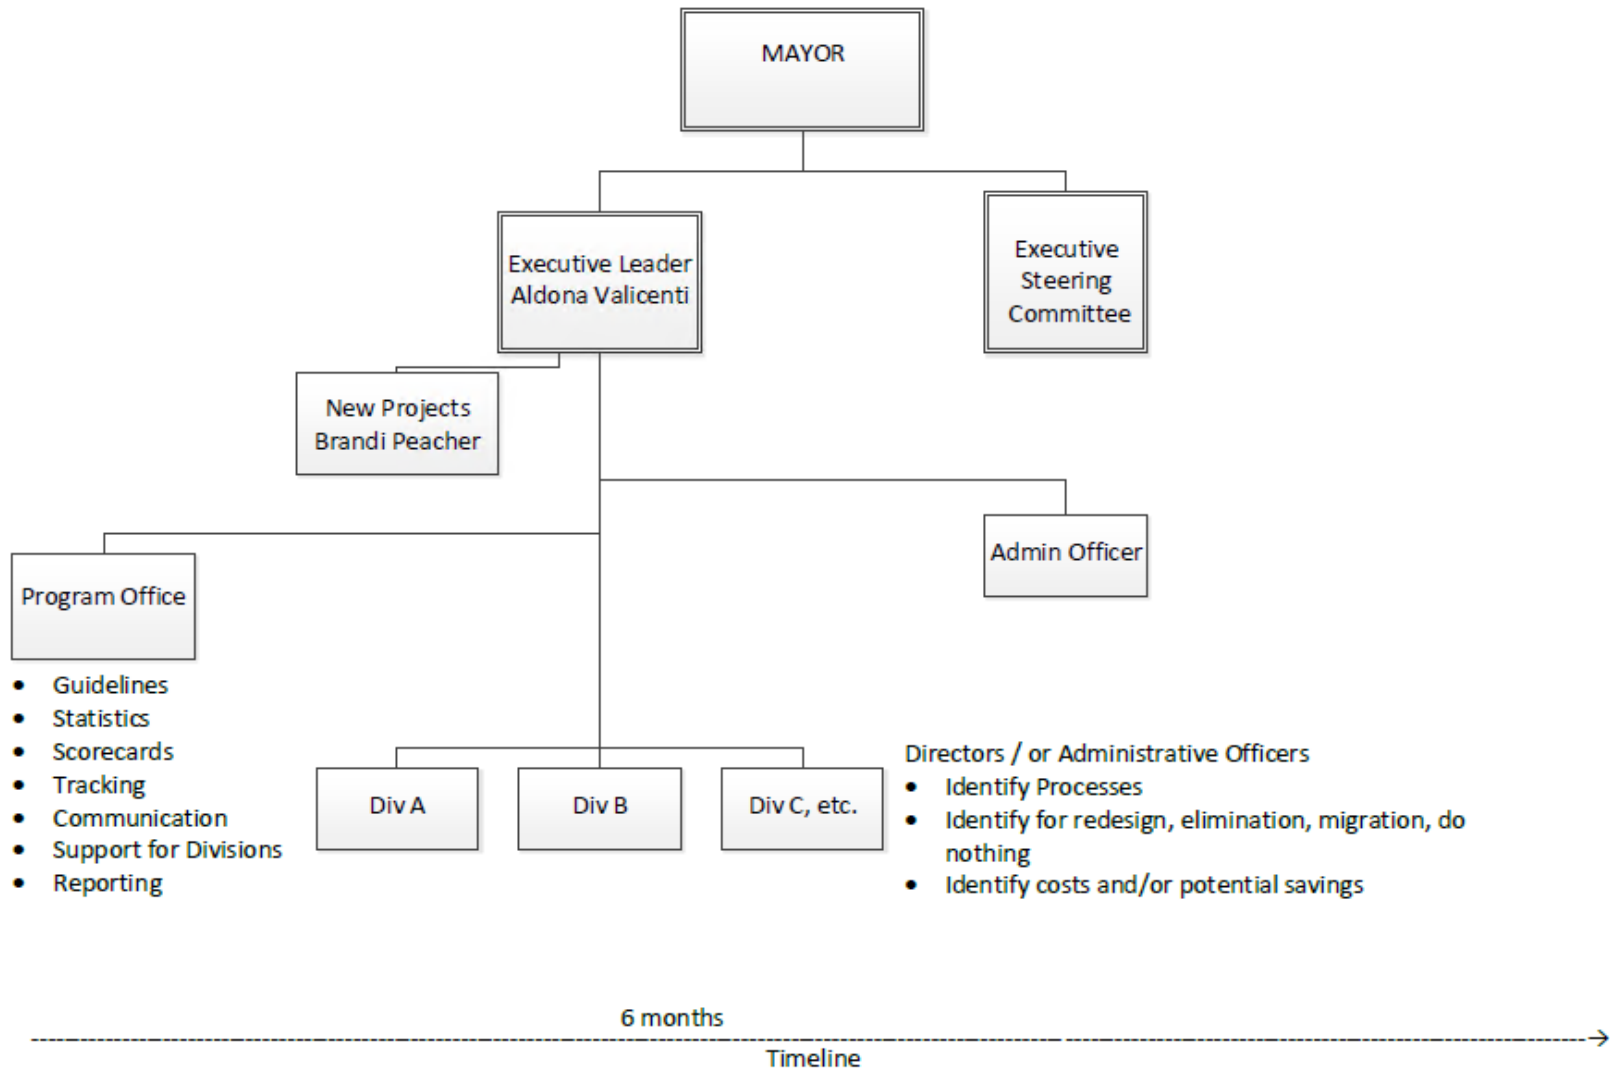 MAYOR
Executive Leader
Aldona Valicenti
Executive
Steering
Committee
New Projects
Brandi Peacher
Admin Officer
Program Office
• Guidelines
• Statistics
• Scorecards
• Tracking
• Communication
• Support for Divisions
• Reporting
Div A
Div B
Div C, etc.
Directors / or Administrative Officers
• Identify Processes
• Identify for redesign, elimination, migration, do
nothing
• Identify costs and/or potential savings
6 months
Timeline